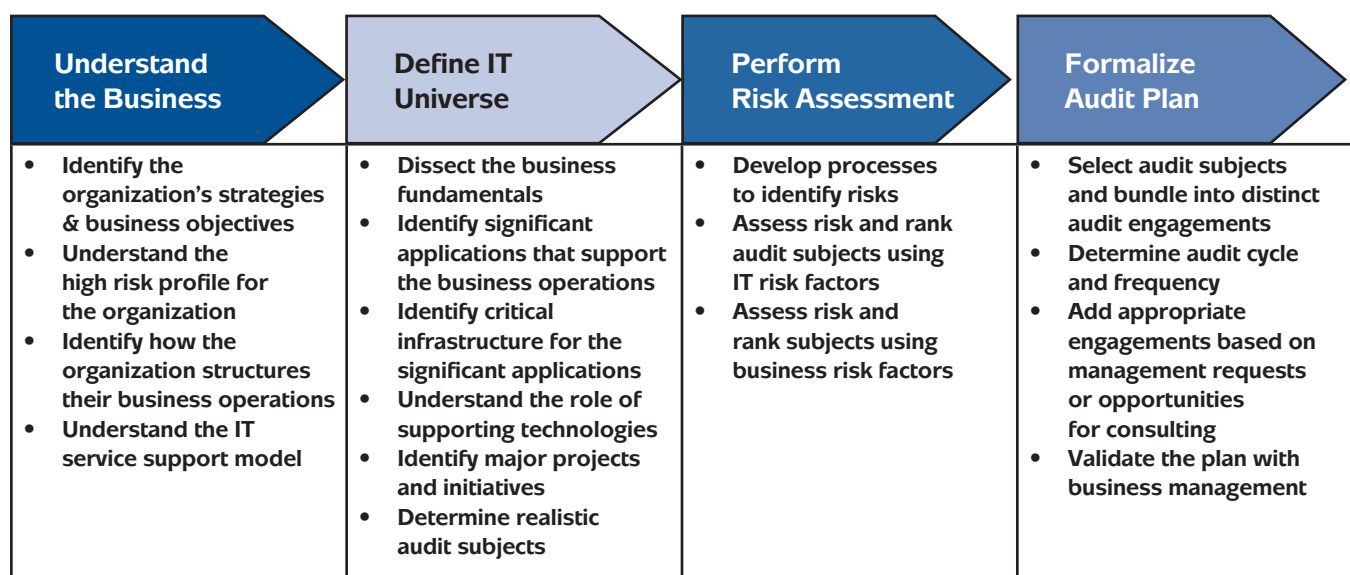 Understand
the Business
• Identify the
organization’s strategies
& business objectives
• Understand the
high risk profile for
the organization
• Identify how the
organization structures
their business operations
• Understand the IT
service support model
Define IT
Universe
• Dissect the business
fundamentals
• Identify significant
applications that support
the business operations
• Identify critical
infrastructure for the
significant applications
• Understand the role of
supporting technologies
• Identify major projects
and initiatives
• Determine realistic
audit subjects
Perform
Risk Assessment
• Develop processes
to identify risks
• Assess risk and rank
audit subjects using
IT risk factors
• Assess risk and
rank subjects using
business risk factors
Formalize
Audit Plan
• Select audit subjects
and bundle into distinct
audit engagements
• Determine audit cycle
and frequency
• Add appropriate
engagements based on
management requests
or opportunities
for consulting
• Validate the plan with
business management